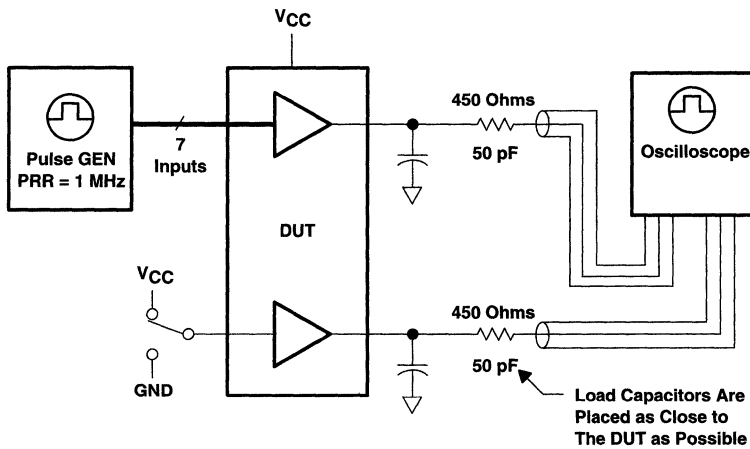 VCC
Pulse GEN
PRR = 1 MHz
7
Inputs
DUT
450 Ohms
50 pF
Oscilloscope
VCC
GND
450 Ohms
50 pF
Load Capacitors Are
Placed as Close to
The DUT as Possible